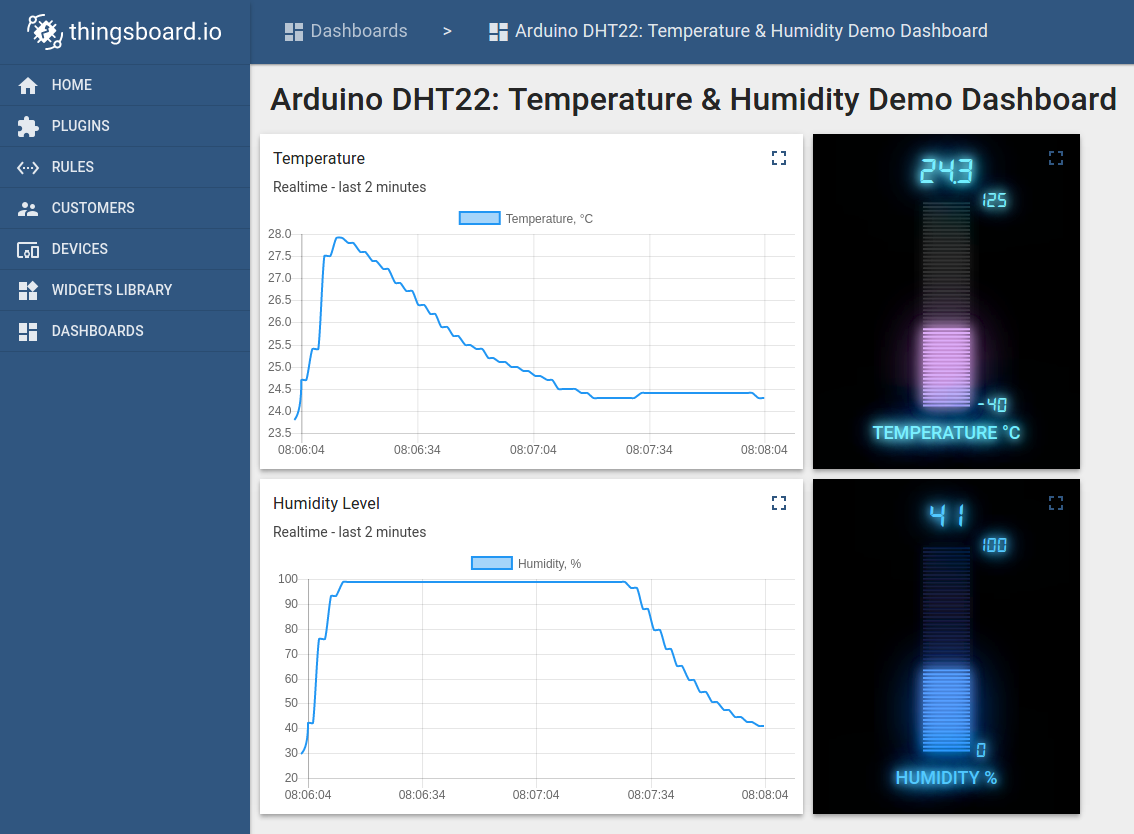 thingsboard.io
Dashboards > Arduino DHT22: Temperature & Humidity Demo Dashboard
HOME
PLUGINS
RULES
CUSTOMERS
DEVICES
WIDGETS LIBRARY
DASHBOARDS
Arduino DHT22: Temperature & Humidity Demo Dashboard
Temperature
Realtime - last 2 minutes
Temperature, °C
28.0
27.5
27.0
26.5
26.0
25.5
25.0
24.5
24.0
23.5
08:06:04 08:06:34 08:07:04 08:07:34 08:08:04
24.3
125
-40
TEMPERATURE °C
Humidity Level
Realtime - last 2 minutes
Humidity, %
100
90
80
70
60
50
40
30
20
08:06:04 08:06:34 08:07:04 08:07:34 08:08:04
41
100
0
HUMIDITY %